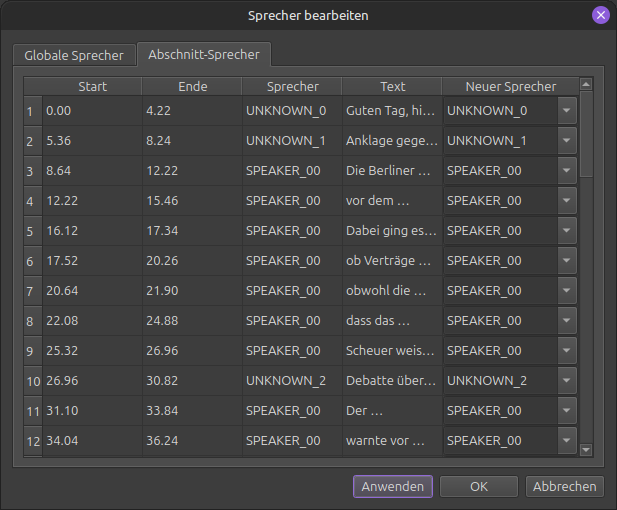 Sprecher bearbeiten
Globale Sprecher Abschnitt-Sprecher
Start Ende Sprecher Text Neuer Sprecher
1 0.00 4.22 UNKNOWN_0 Guten Tag, hi... UNKNOWN_0
2 5.36 8.24 UNKNOWN_1 Anklage gege... UNKNOWN_1
3 8.64 12.22 SPEAKER_00 Die Berliner ... SPEAKER_00
4 12.22 15.46 SPEAKER_00 vor dem ... SPEAKER_00
5 16.12 17.34 SPEAKER_00 Dabei ging es... SPEAKER_00
6 17.52 20.26 SPEAKER_00 ob Verträge ... SPEAKER_00
7 20.64 21.90 SPEAKER_00 obwohl die ... SPEAKER_00
8 22.08 24.88 SPEAKER_00 dass das ... SPEAKER_00
9 25.32 26.96 SPEAKER_00 Scheuer weis... SPEAKER_00
10 26.96 30.82 UNKNOWN_2 Debatte über... UNKNOWN_2
11 31.10 33.84 SPEAKER_00 Der ... SPEAKER_00
12 34.04 36.24 SPEAKER_00 warnte vor ... SPEAKER_00
Anwenden OK Abbrechen